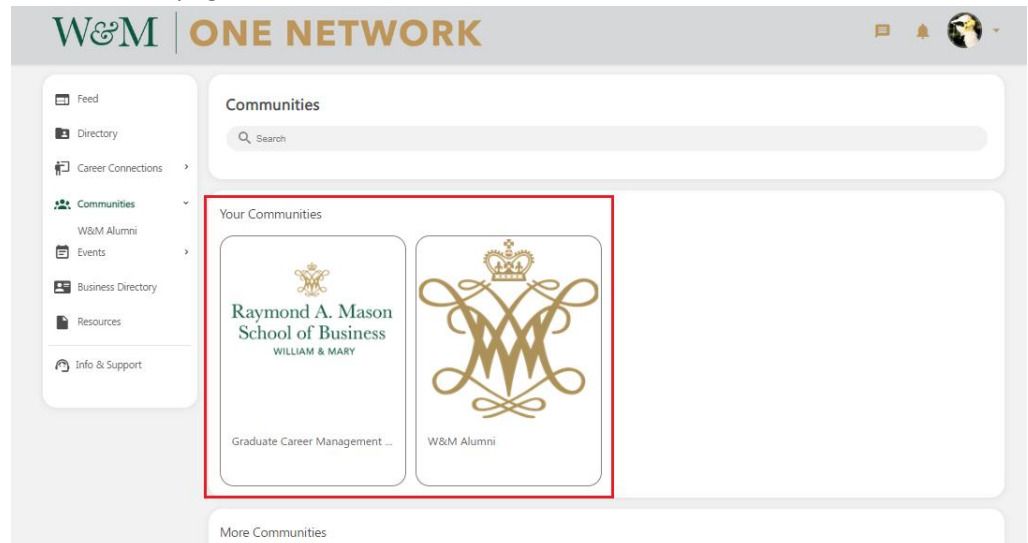 W&M | ONE NETWORK
Feed
Directory
Career Connections
Communities
W&M Alumni
Events
Business Directory
Resources
Info & Support
Communities
Search
Your Communities
Raymond A. Mason
School of Business
WILLIAM & MARY
Graduate Career Management ...
W&M Alumni
More Communities